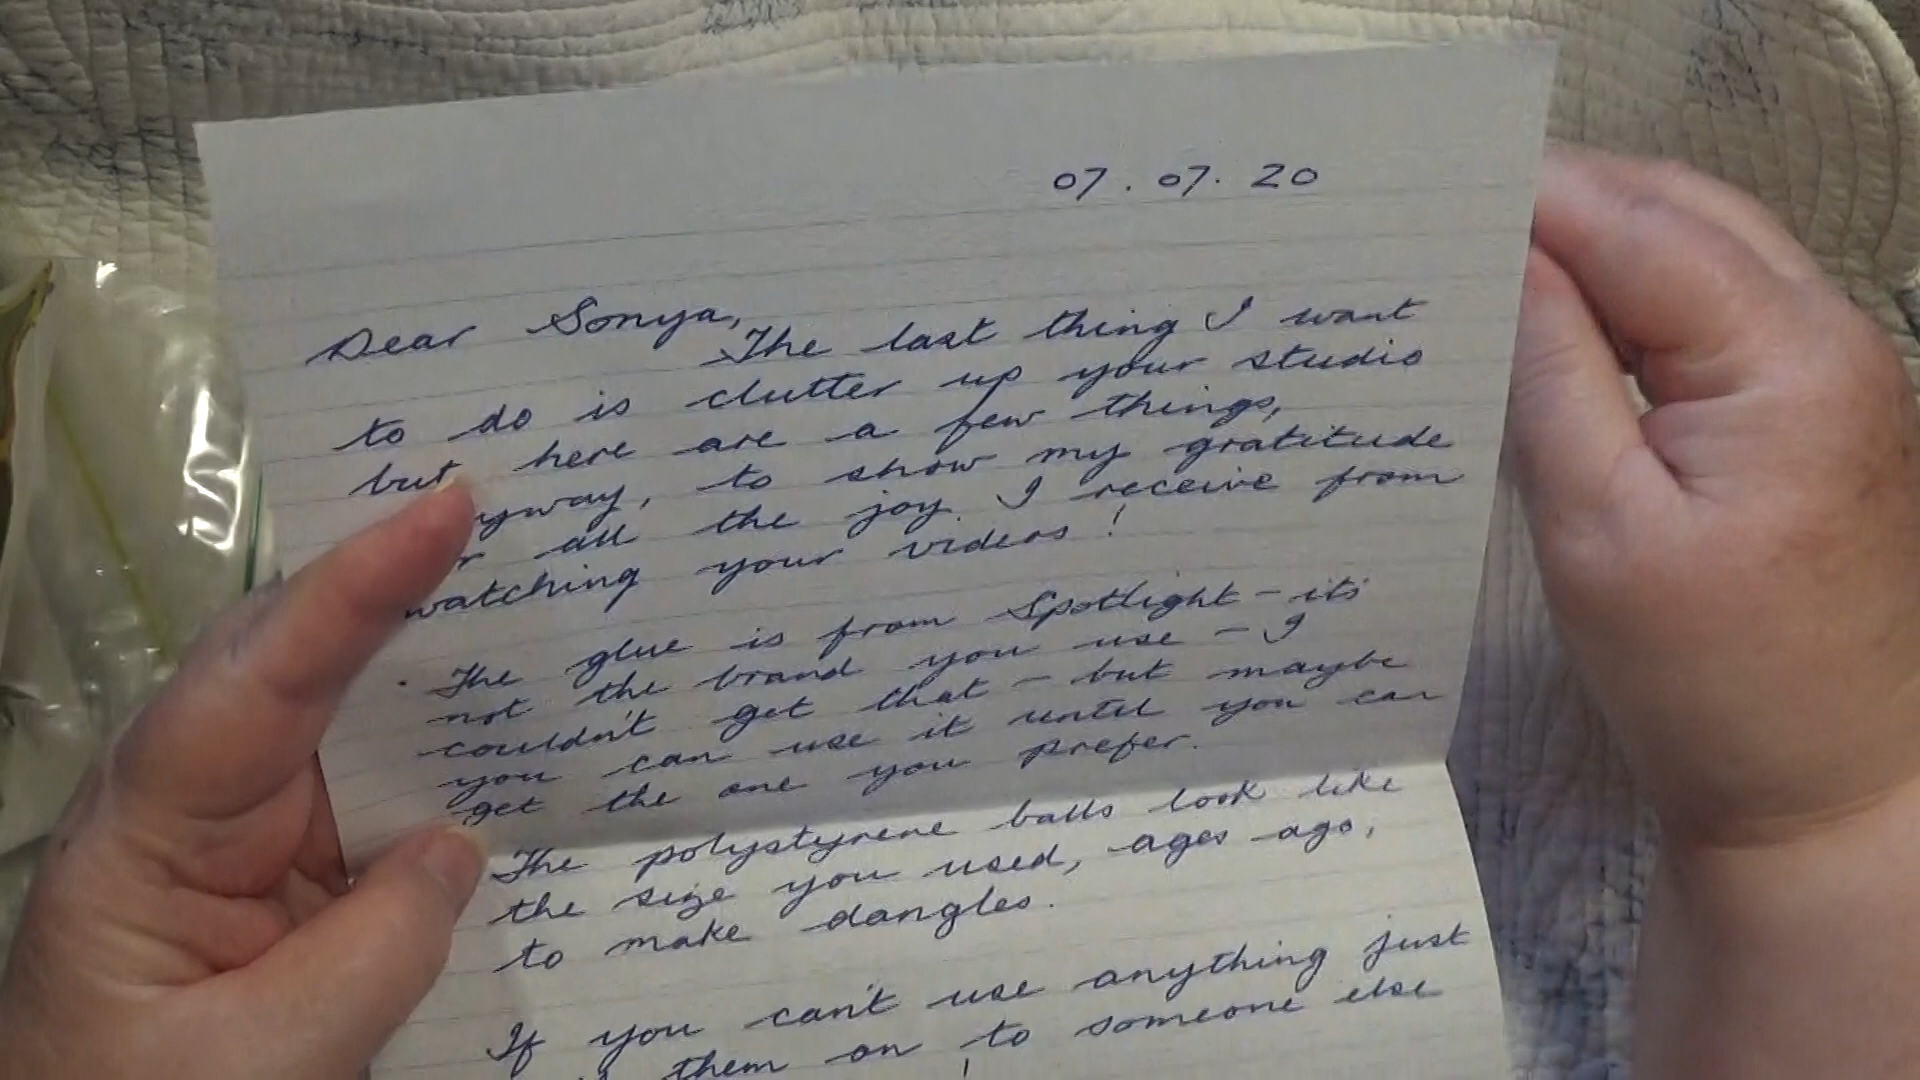 07.07.20
Dear Sonya,
The last thing I want
to do is clutter up your studio
but here are a few things,
yway, to show my gratitude
r all the joy I receive from
watching your videos!
. The glue is from Spotlight - its
not the brand you use - I
couldn't get that - but maybe
you can use it until you can
get the one you prefer.
The polystyrene balls look like
the size you used, ages ago,
to make dangles.
If you can't use anything just
them on to someone else